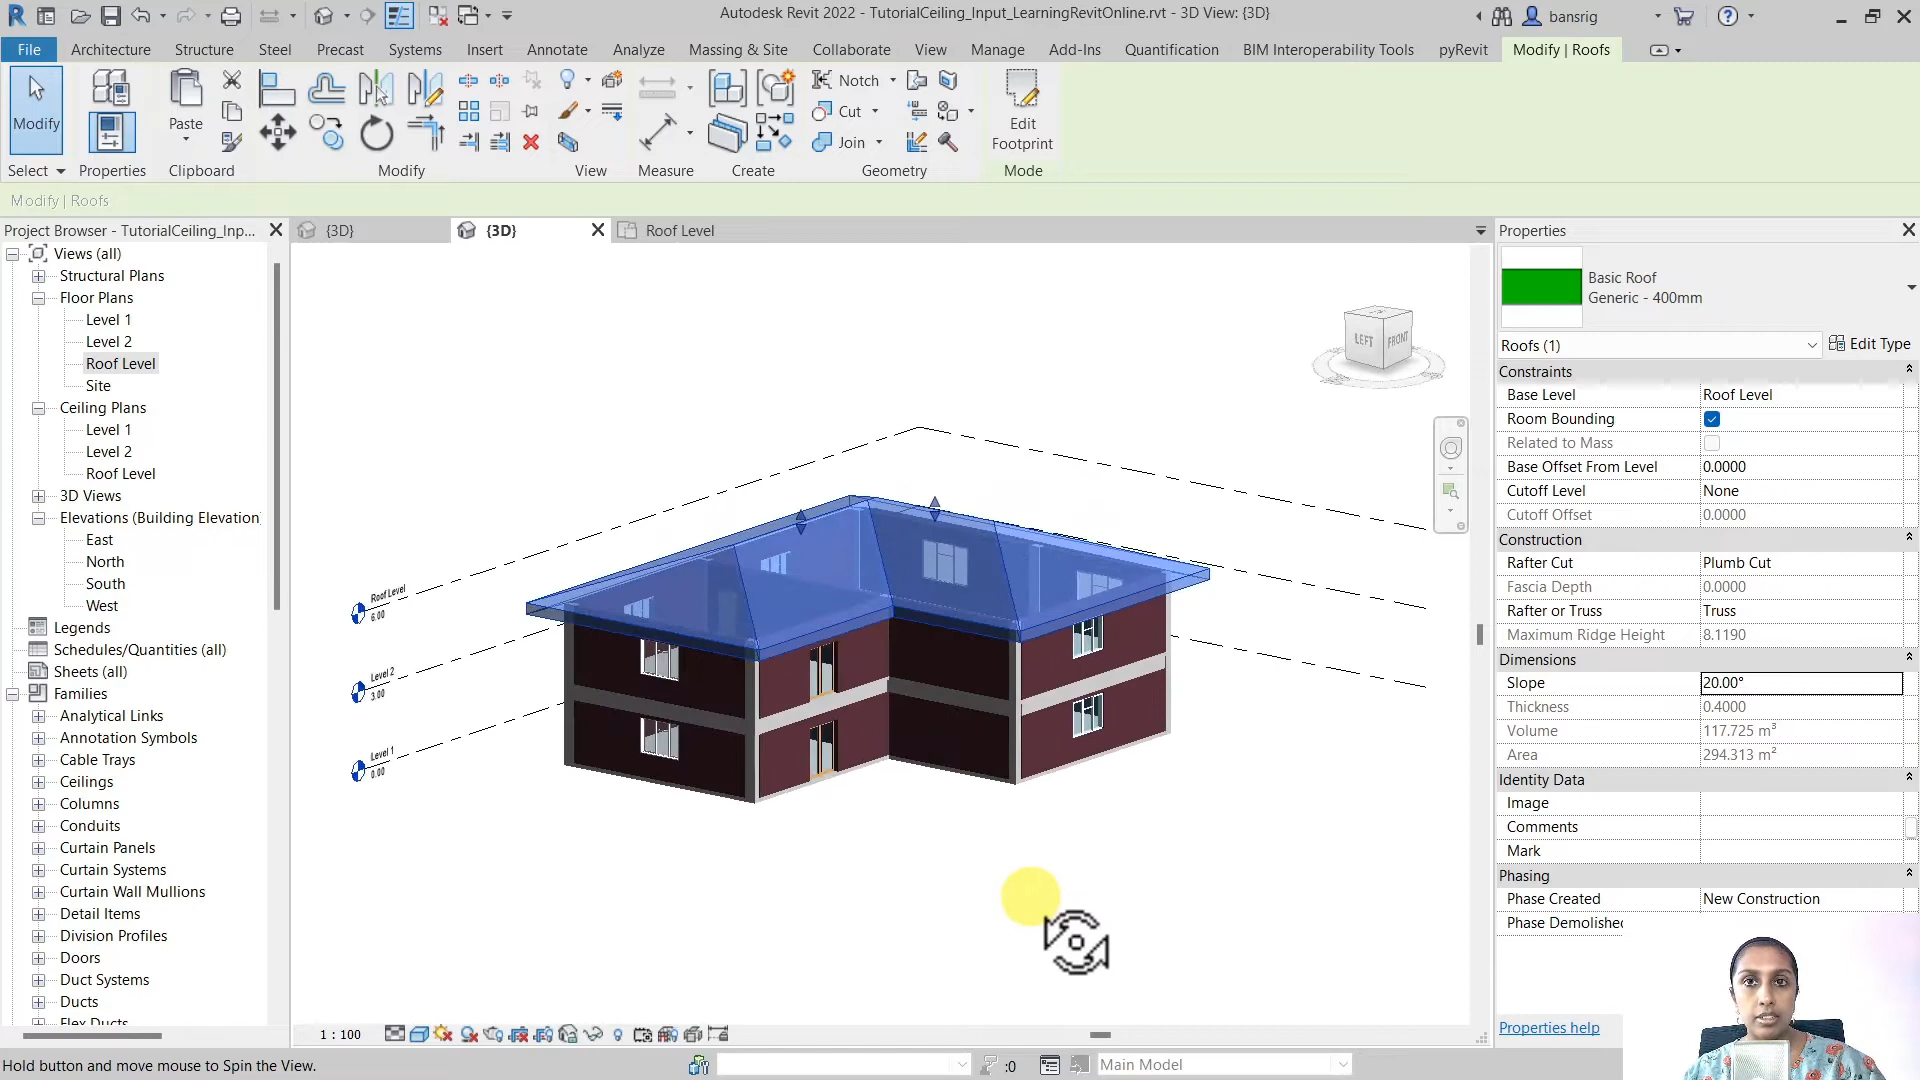 Autodesk Revit 2022 - TutorialCeiling_Input_LearningRevitOnline.rvt - 3D View: {3D}
bansrig
File Architecture Structure Steel Precast Systems Insert Annotate Analyze Massing & Site Collaborate View Manage Add-Ins Quantification BIM Interoperability Tools pyRevit Modify | Roofs
Modify
Paste
Notch
Cut
Join
Edit
Footprint
Select Properties Clipboard Modify View Measure Create Geometry Mode
Modify | Roofs
Project Browser - TutorialCeiling_Inp...
Views (all)
Structural Plans
Floor Plans
Level 1
Level 2
Roof Level
Site
Ceiling Plans
Level 1
Level 2
Roof Level
3D Views
Elevations (Building Elevation)
East
North
South
West
Legends
Schedules/Quantities (all)
Sheets (all)
Families
Analytical Links
Annotation Symbols
Cable Trays
Ceilings
Columns
Conduits
Curtain Panels
Curtain Systems
Curtain Wall Mullions
Detail Items
Division Profiles
Doors
Duct Systems
Ducts
Flex Ducts
{3D}
{3D}
Roof Level
LEFT FRONT
Roof Level
6.00
Level 2
3.00
Level 1
0.00
1 : 100
Properties
Basic Roof
Generic - 400mm
Roofs (1)
Edit Type
Constraints
Base Level Roof Level
Room Bounding
Related to Mass
Base Offset From Level 0.0000
Cutoff Level None
Cutoff Offset 0.0000
Construction
Rafter Cut Plumb Cut
Fascia Depth 0.0000
Rafter or Truss Truss
Maximum Ridge Height 8.1190
Dimensions
Slope 20.00°
Thickness 0.4000
Volume 117.725 m³
Area 294.313 m²
Identity Data
Image
Comments
Mark
Phasing
Phase Created New Construction
Phase Demolished
Properties help
Hold button and move mouse to Spin the View.
:0
Main Model